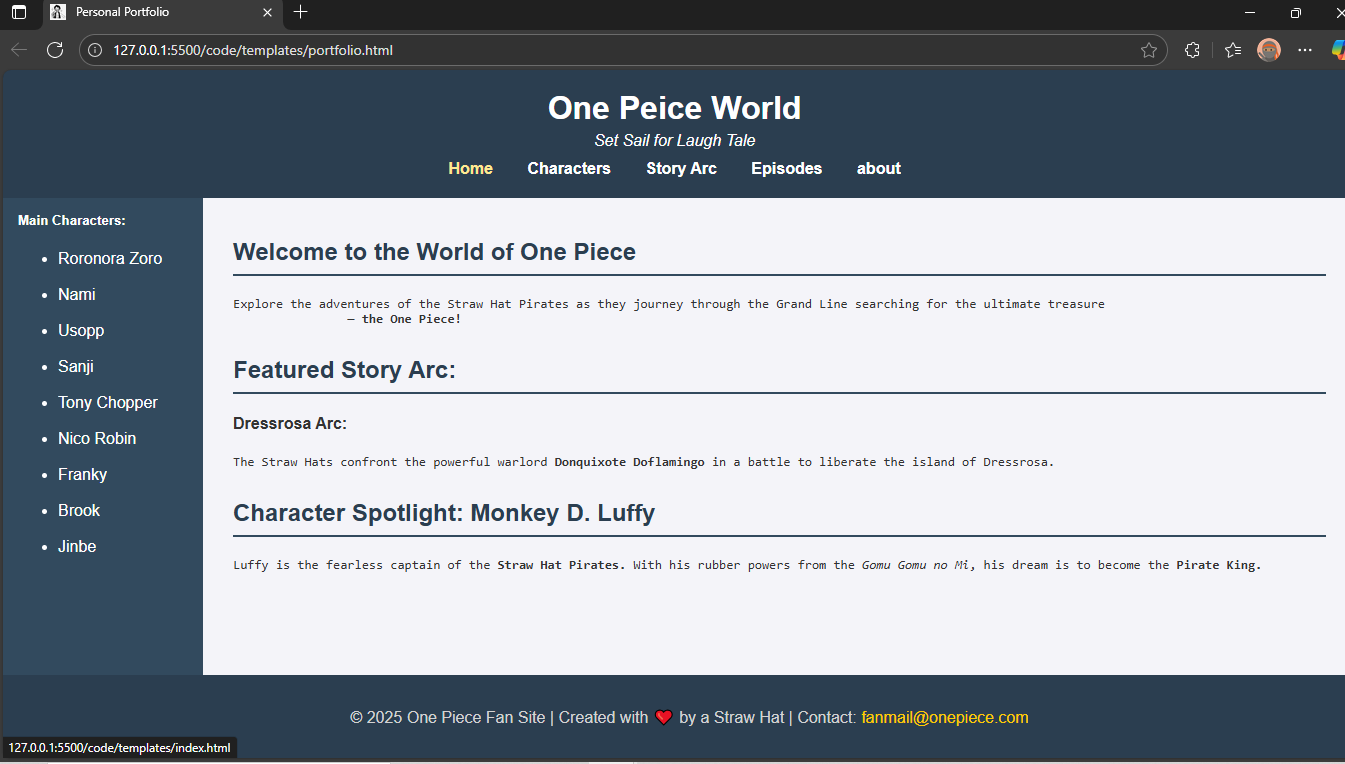 Personal Portfolio
127.0.0.1:5500/code/templates/portfolio.html
One Peice World
Set Sail for Laugh Tale
Home Characters Story Arc Episodes about
Main Characters:
Roronora Zoro
Nami
Usopp
Sanji
Tony Chopper
Nico Robin
Franky
Brook
Jinbe
Welcome to the World of One Piece
Explore the adventures of the Straw Hat Pirates as they journey through the Grand Line searching for the ultimate treasure
— the One Piece!
Featured Story Arc:
Dressrosa Arc:
The Straw Hats confront the powerful warlord Donquixote Doflamingo in a battle to liberate the island of Dressrosa.
Character Spotlight: Monkey D. Luffy
Luffy is the fearless captain of the Straw Hat Pirates. With his rubber powers from the Gomu Gomu no Mi, his dream is to become the Pirate King.
© 2025 One Piece Fan Site | Created with ❤️ by a Straw Hat | Contact: fanmail@onepiece.com
127.0.0.1:5500/code/templates/index.html